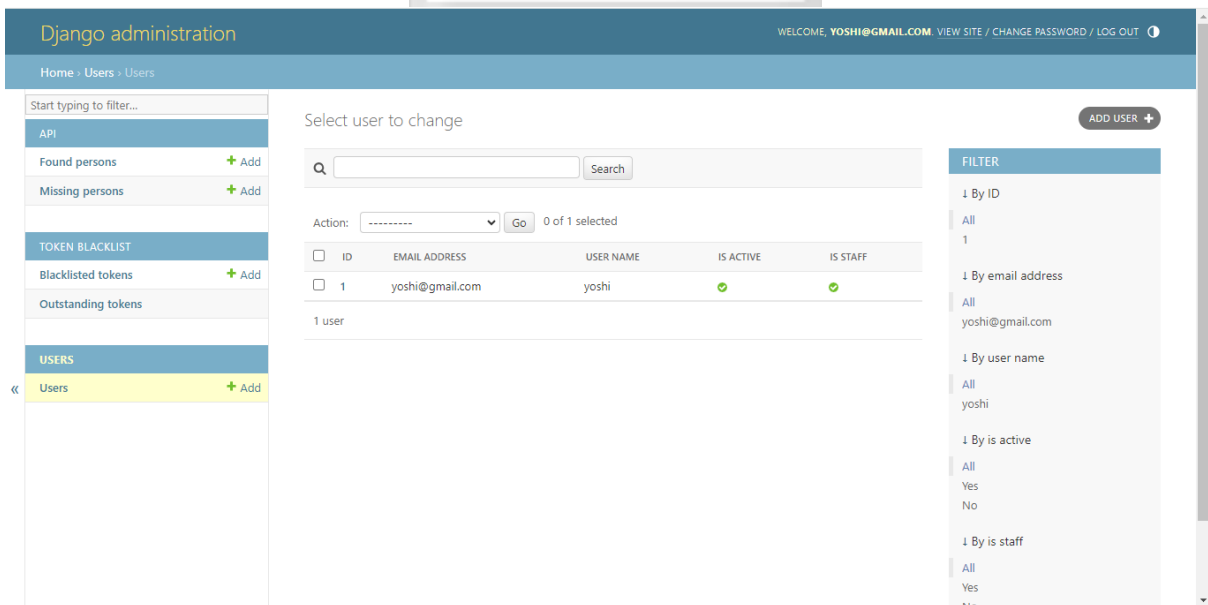 Django administration
WELCOME, YOSHI@GMAIL.COM. VIEW SITE / CHANGE PASSWORD / LOG OUT
Home › Users › Users
Start typing to filter...
API
Found persons + Add
Missing persons + Add
TOKEN BLACKLIST
Blacklisted tokens + Add
Outstanding tokens
USERS
Users + Add
«
Select user to change
ADD USER +
Search
Action: --------- Go 0 of 1 selected
ID EMAIL ADDRESS USER NAME IS ACTIVE IS STAFF
1 yoshi@gmail.com yoshi
1 user
FILTER
↓ By ID
All
1
↓ By email address
All
yoshi@gmail.com
↓ By user name
All
yoshi
↓ By is active
All
Yes
No
↓ By is staff
All
Yes